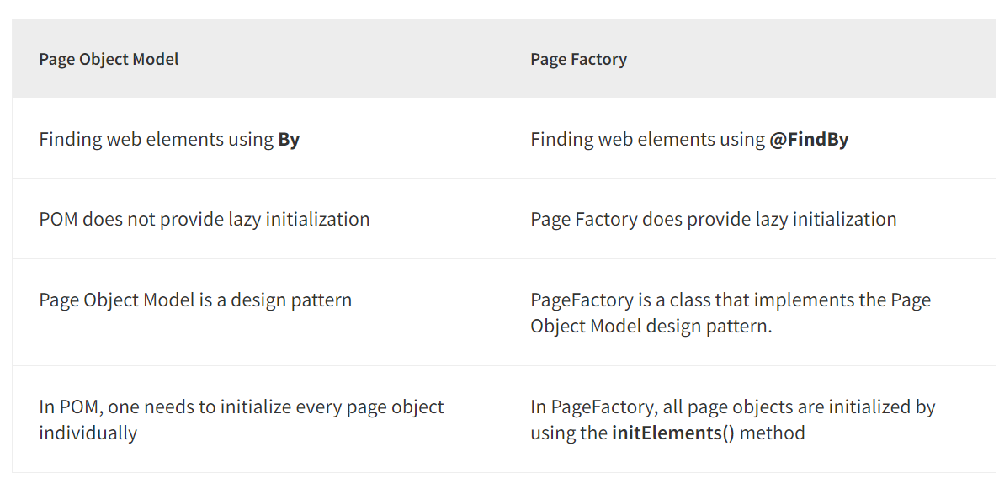 Page Object Model
Page Factory
Finding web elements using By
Finding web elements using @FindBy
POM does not provide lazy initialization
Page Factory does provide lazy initialization
Page Object Model is a design pattern
PageFactory is a class that implements the Page
Object Model design pattern.
In POM, one needs to initialize every page object
individually
In PageFactory, all page objects are initialized by
using the initElements() method